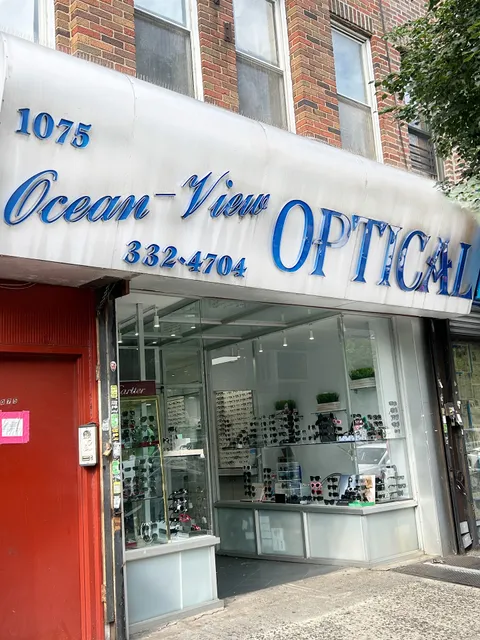 1075
Ocean-View OPTICAL
332-4704
Cartier